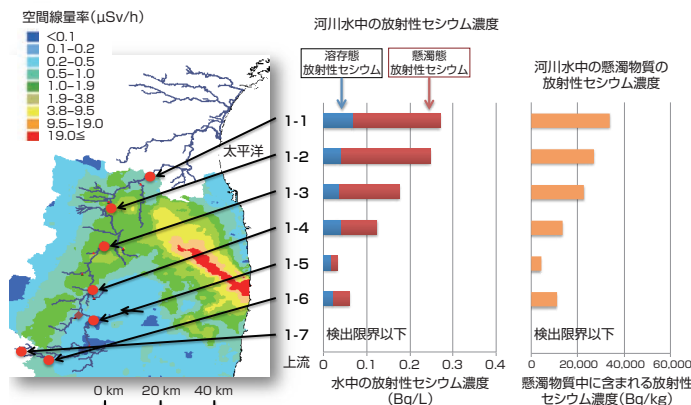 空間線量率(μSv/h)
<0.1
0.1–0.2
0.2–0.5
0.5–1.0
1.0–1.9
1.9–3.8
3.8–9.5
9.5–19.0
19.0≦
太平洋
0 km 20 km 40 km
河川水中の放射性セシウム濃度
溶存態
放射性セシウム
懸濁態
放射性セシウム
1-1
1-2
1-3
1-4
1-5
1-6
1-7
上流
検出限界以下
0 0.1 0.2 0.3 0.4
水中の放射性セシウム濃度
(Bq/L)
河川水中の懸濁物質の
放射性セシウム濃度
検出限界以下
0 20,000 40,000 60,000
懸濁物質中に含まれる放射性
セシウム濃度(Bq/kg)